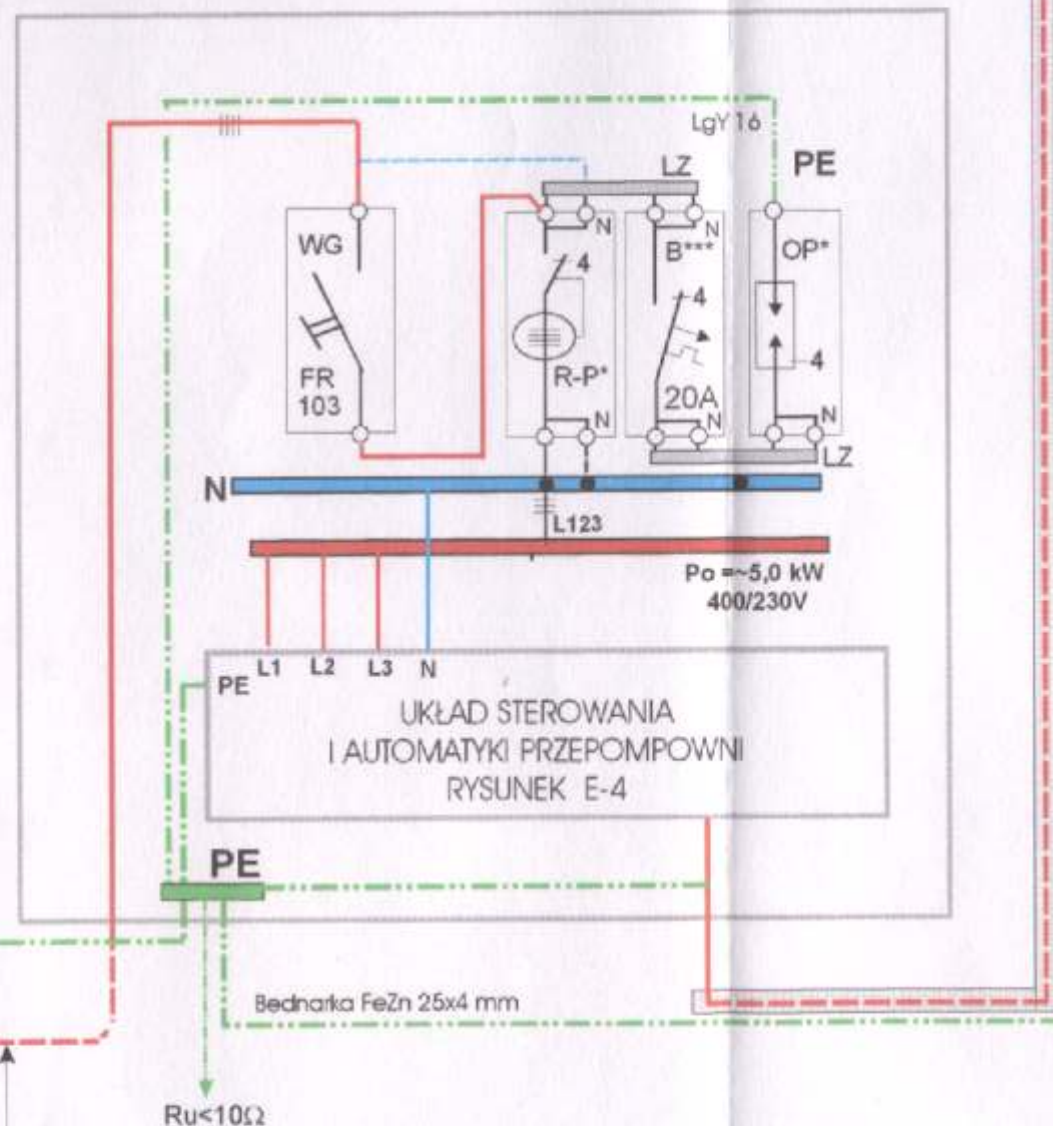 LgY 16
PE
LZ
WG
FR
103
N
4
R-P*
N
N
B***
4
20A
N
OP*
4
N
LZ
N
L123
Po =~5,0 kW
400/230V
PE
L1 L2 L3 N
UKŁAD STEROWANIA
I AUTOMATYKI PRZEPOMPOWNI
RYSUNEK E-4
PE
Bednarka FeZn 25x4 mm
Ru<10Ω